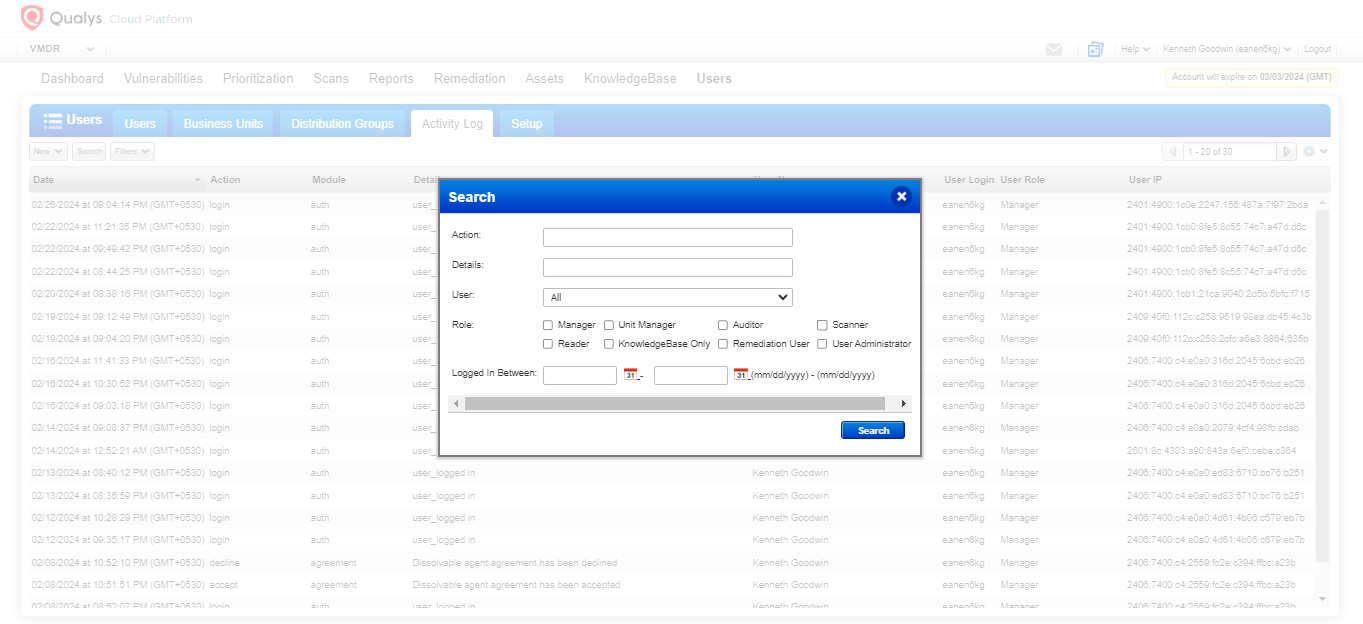 Qualys. Cloud Platform
VMDR
Help Kenneth Goodwin (eanen6kg) Logout
Dashboard Vulnerabilities Prioritization Scans Reports Remediation Assets KnowledgeBase Users
Account will expire on 03/03/2024 (GMT)
Users Users Business Units Distribution Groups Activity Log Setup
New Search Filters 1 - 20 of 30
Date Action Module User Login User Role User IP
Search
Action:
Details:
User: All
Role: Manager Unit Manager Auditor Scanner
Reader KnowledgeBase Only Remediation User User Administrator
Logged In Between: 31 - 31 (mm/dd/yyyy) - (mm/dd/yyyy)
Search
02/26/2024 at 09:04:14 PM (GMT+0530) login auth user_ eanen6kg Manager 2401:4900:1c0e:2247:155:487a:7f97:2bda
02/22/2024 at 11:21:35 PM (GMT+0530) login auth user_ eanen6kg Manager 2401:4900:1cb0:8fe5:8c55:74c7:a47d:d6c
02/22/2024 at 09:49:42 PM (GMT+0530) login auth user_ eanen6kg Manager 2401:4900:1cb0:8fe5:8c55:74c7:a47d:d6c
02/22/2024 at 08:44:25 PM (GMT+0530) login auth user_ eanen6kg Manager 2401:4900:1cb0:8fe5:8c55:74c7:a47d:d6c
02/20/2024 at 08:38:16 PM (GMT+0530) login auth user_ eanen6kg Manager 2401:4900:1cb1:21ca:9040:2d5b:5bfc:f715
02/19/2024 at 09:12:49 PM (GMT+0530) login auth user_ eanen6kg Manager 2409:40f0:112c:c258:9519:98ea:db45:4c3b
02/19/2024 at 09:04:20 PM (GMT+0530) login auth user_ eanen6kg Manager 2409:40f0:112c:c258:2cfc:a6e3:8864:635b
02/16/2024 at 11:41:33 PM (GMT+0530) login auth user_ eanen6kg Manager 2406:7400:c4:e0a0:316d:2045:6cbd:eb26
02/16/2024 at 10:30:52 PM (GMT+0530) login auth user_ eanen6kg Manager 2406:7400:c4:e0a0:316d:2045:6cbd:eb26
02/16/2024 at 09:03:18 PM (GMT+0530) login auth user_ eanen6kg Manager 2406:7400:c4:e0a0:316d:2045:6cbd:eb26
02/14/2024 at 09:08:37 PM (GMT+0530) login auth user_ eanen6kg Manager 2406:7400:c4:e0a0:2079:4cf4:98fb:cdab
02/14/2024 at 12:52:21 AM (GMT+0530) login auth user_ eanen6kg Manager 2601:8c:4303:a90:843a:6ef0:cebe:c364
02/13/2024 at 08:40:12 PM (GMT+0530) login auth user_logged in Kenneth Goodwin eanen6kg Manager 2406:7400:c4:e0a0:ed83:6710:bc76:b251
02/13/2024 at 08:35:59 PM (GMT+0530) login auth user_logged in Kenneth Goodwin eanen6kg Manager 2406:7400:c4:e0a0:ed83:6710:bc76:b251
02/12/2024 at 10:28:29 PM (GMT+0530) login auth user_logged in Kenneth Goodwin eanen6kg Manager 2406:7400:c4:e0a0:4d61:4b06:c679:eb7b
02/12/2024 at 09:35:17 PM (GMT+0530) login auth user_logged in Kenneth Goodwin eanen6kg Manager 2406:7400:c4:e0a0:4d61:4b06:c679:eb7b
02/08/2024 at 10:52:10 PM (GMT+0530) decline agreement Dissolvable agent agreement has been declined Kenneth Goodwin eanen6kg Manager 2406:7400:c4:2559:fc2e:c394:ffbc:a23b
02/08/2024 at 10:51:51 PM (GMT+0530) accept agreement Dissolvable agent agreement has been accepted Kenneth Goodwin eanen6kg Manager 2406:7400:c4:2559:fc2e:c394:ffbc:a23b
02/08/2024 at 08:52:07 PM (GMT+0530) login auth user_logged in Kenneth Goodwin eanen6kg Manager 2406:7400:c4:2559:fc2e:c394:ffbc:a23b